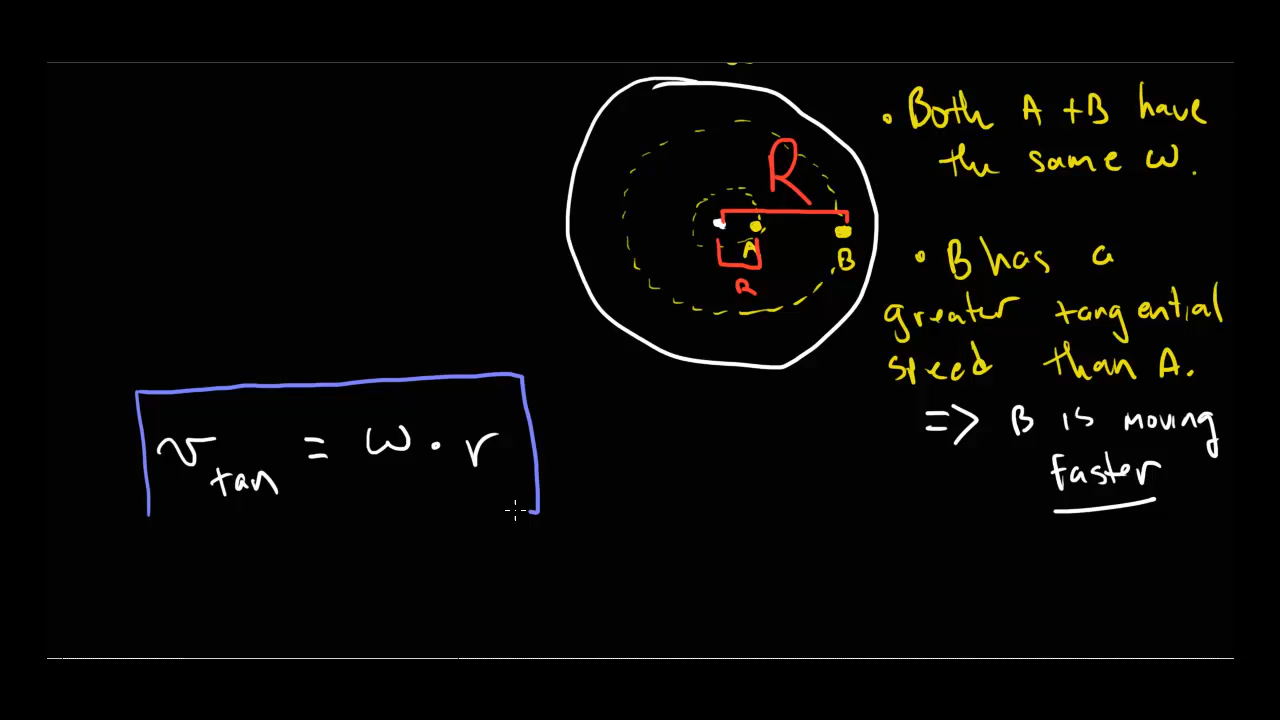 • Both A + B have
the same ω.
R
A
B
R
• B has a
greater tangential
speed than A.
=> B is moving
faster
v_tan = ω · r